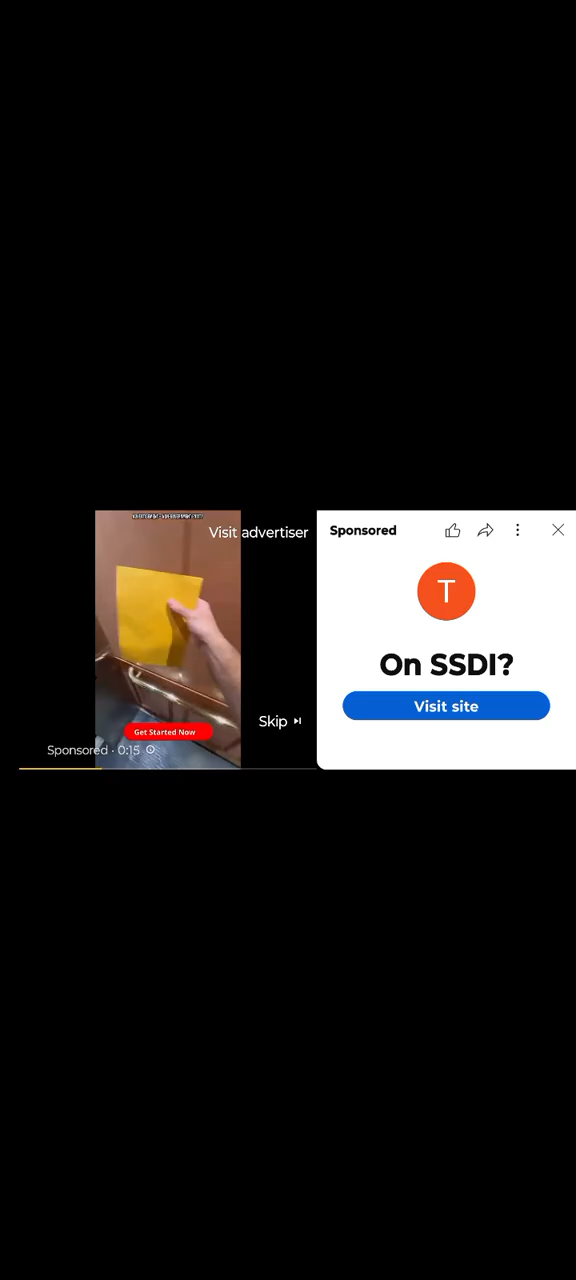 Visit advertiser
Get Started Now
Skip
Sponsored · 0:15
Sponsored
T
On SSDI?
Visit site